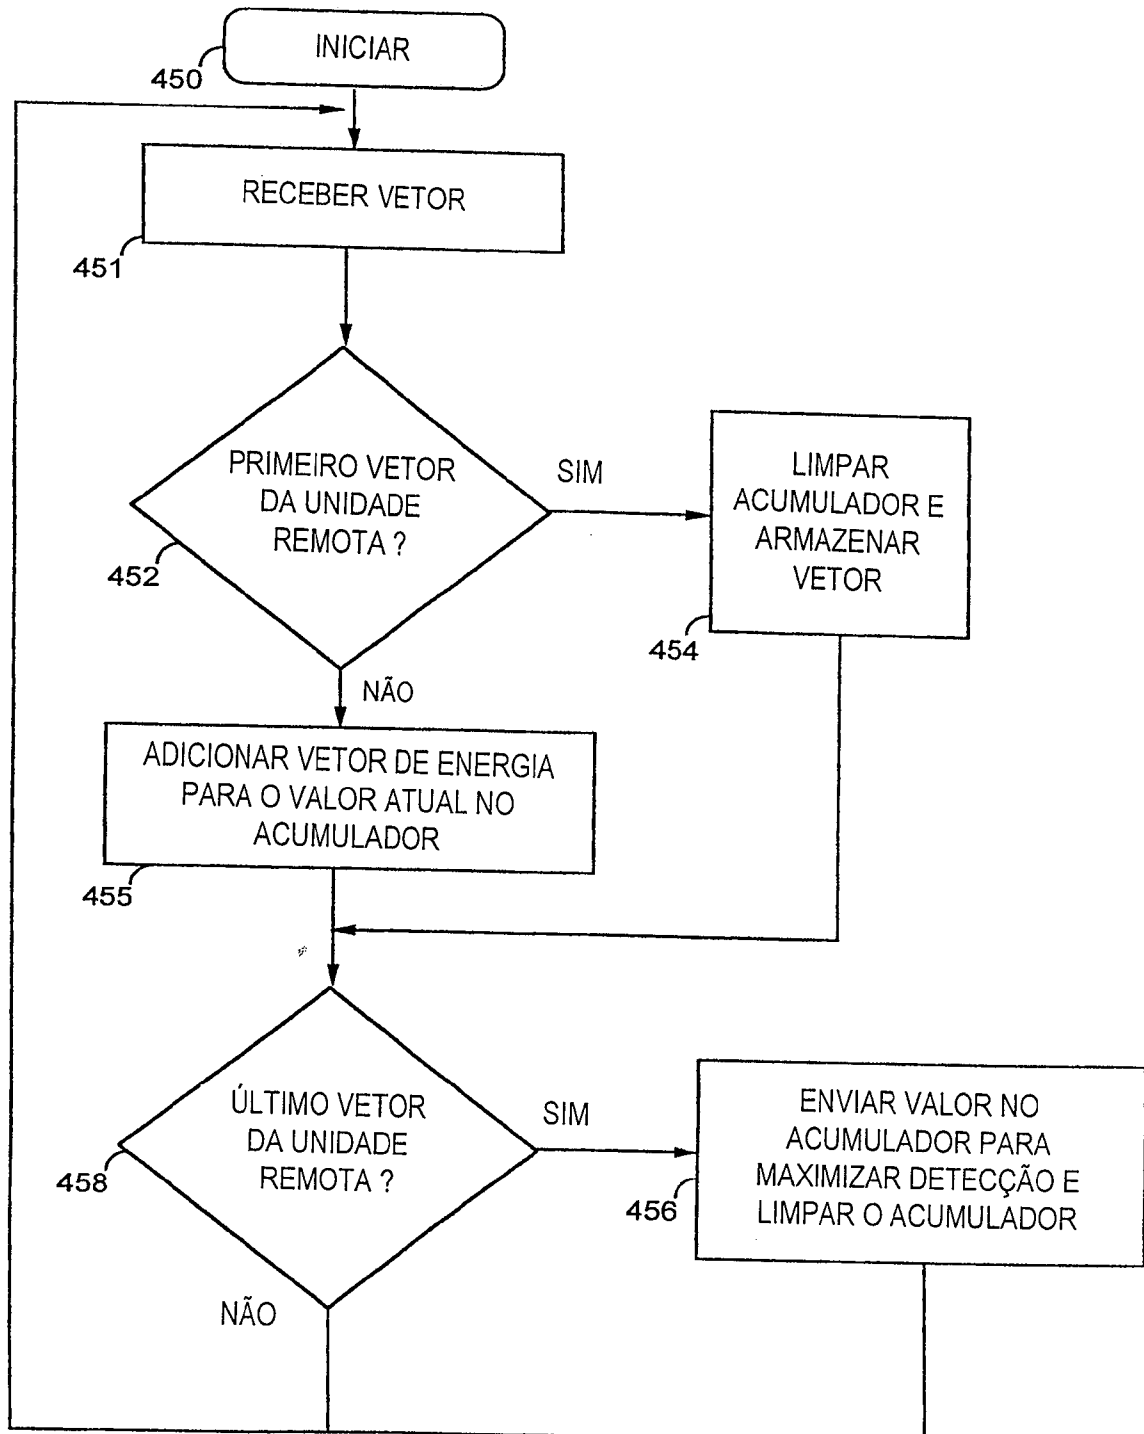 INICIAR
450
RECEBER VETOR
451
PRIMEIRO VETOR
DA UNIDADE
REMOTA ?
452
SIM
LIMPAR
ACUMULADOR E
ARMAZENAR
VETOR
454
NÃO
ADICIONAR VETOR DE ENERGIA
PARA O VALOR ATUAL NO
ACUMULADOR
455
ÚLTIMO VETOR
DA UNIDADE
REMOTA ?
458
SIM
ENVIAR VALOR NO
ACUMULADOR PARA
MAXIMIZAR DETECÇÃO E
LIMPAR O ACUMULADOR
456
NÃO